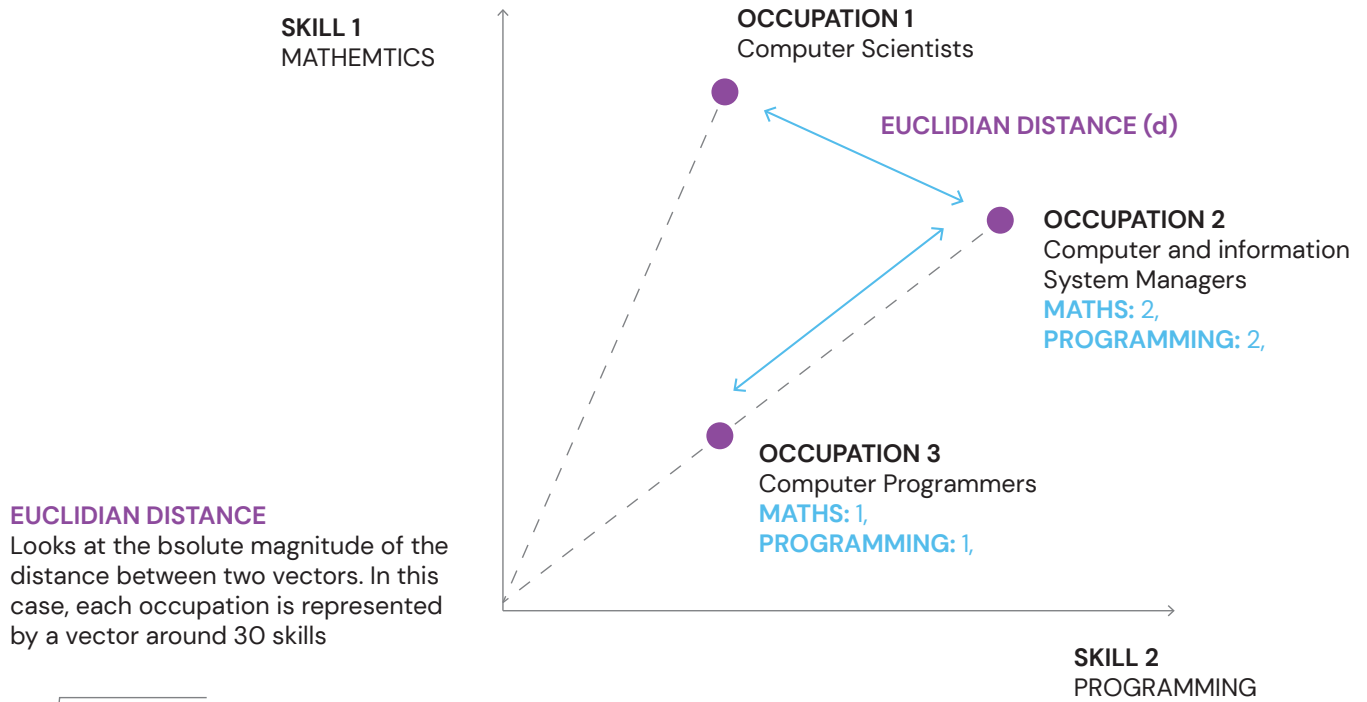 SKILL 1
MATHEMTICS
OCCUPATION 1
Computer Scientists
EUCLIDIAN DISTANCE (d)
OCCUPATION 2
Computer and information
System Managers
MATHS: 2,
PROGRAMMING: 2,
OCCUPATION 3
Computer Programmers
MATHS: 1,
PROGRAMMING: 1,
EUCLIDIAN DISTANCE
Looks at the bsolute magnitude of the
distance between two vectors. In this
case, each occupation is represented
by a vector around 30 skills
SKILL 2
PROGRAMMING